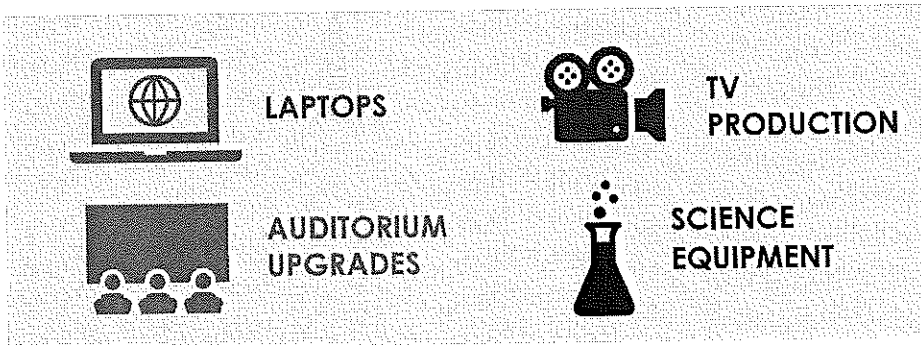 LAPTOPS
TV
PRODUCTION
AUDITORIUM
UPGRADES
SCIENCE
EQUIPMENT